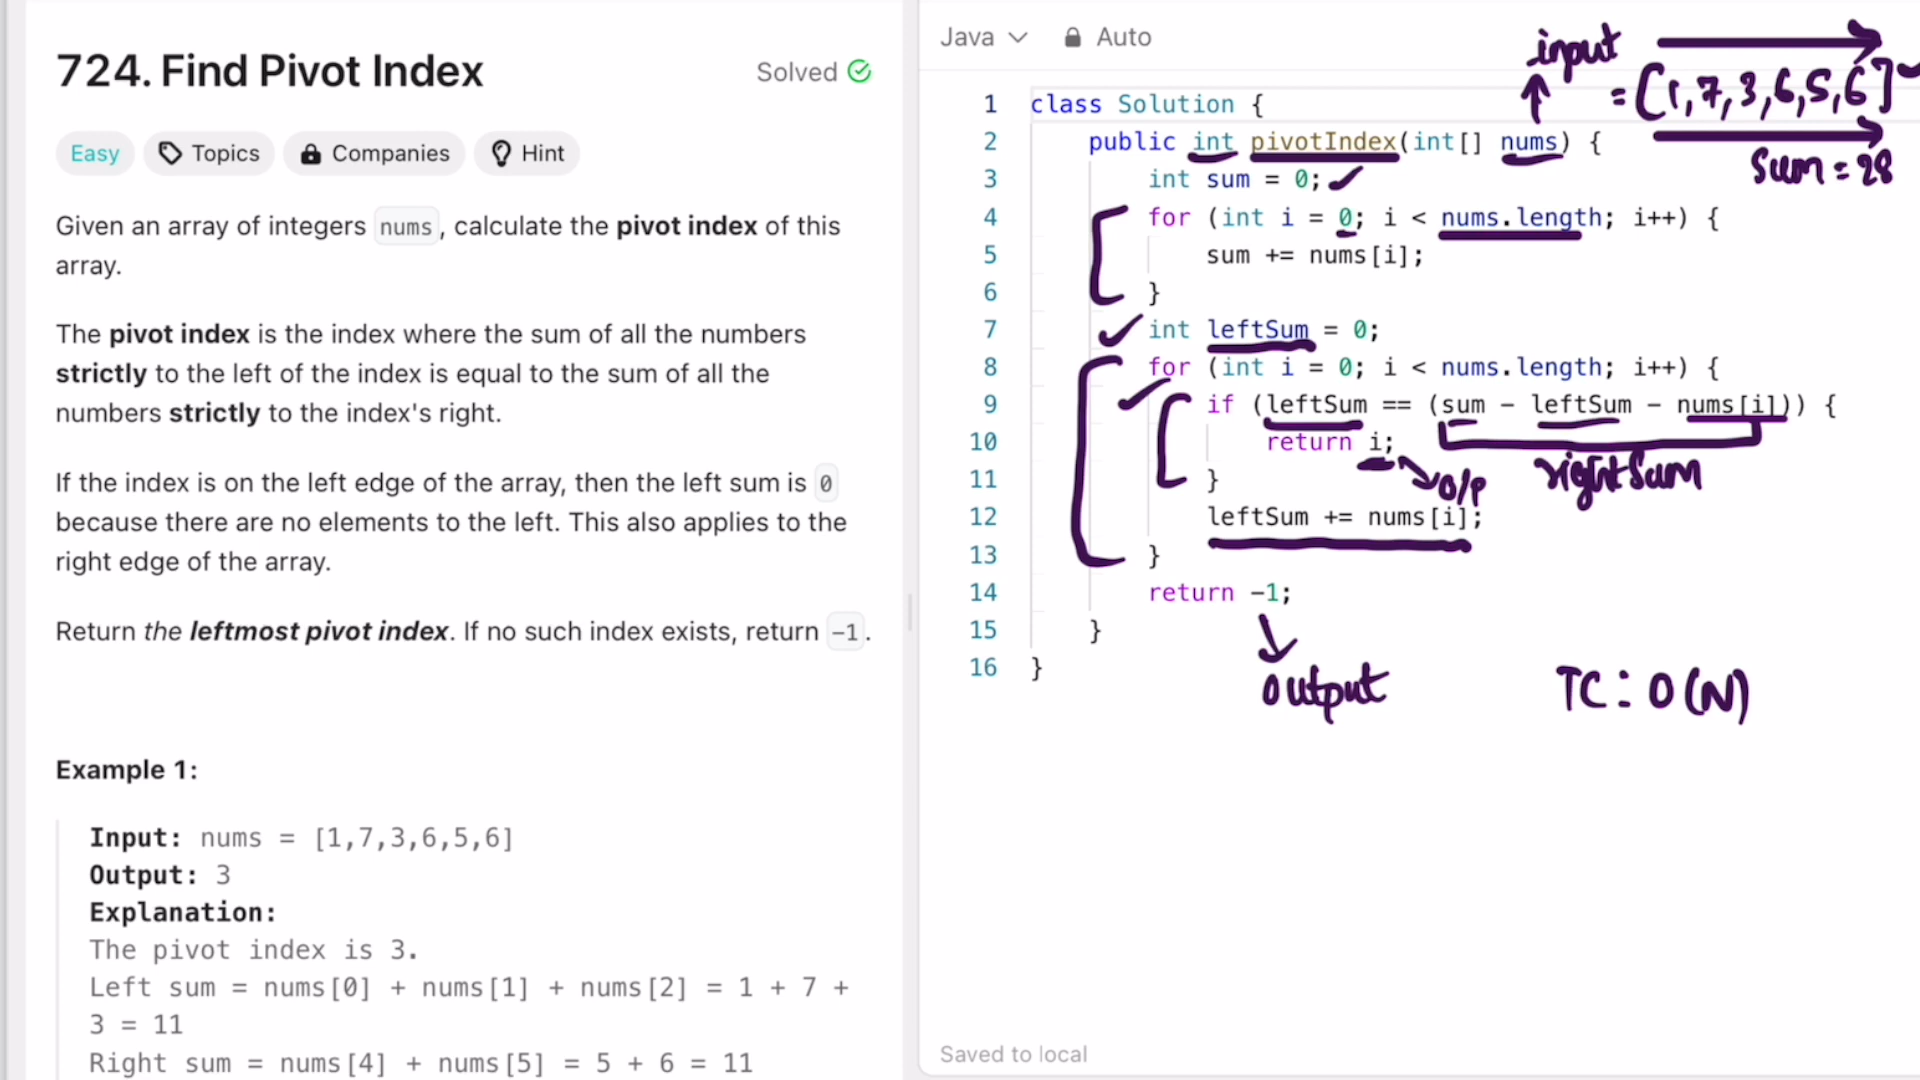 724. Find Pivot Index
Solved
Easy
Topics
Companies
Hint
Given an array of integers nums, calculate the pivot index of this
array.
The pivot index is the index where the sum of all the numbers
strictly to the left of the index is equal to the sum of all the
numbers strictly to the index's right.
If the index is on the left edge of the array, then the left sum is 0
because there are no elements to the left. This also applies to the
right edge of the array.
Return the leftmost pivot index. If no such index exists, return -1.
Example 1:
Input: nums = [1,7,3,6,5,6]
Output: 3
Explanation:
The pivot index is 3.
Left sum = nums[0] + nums[1] + nums[2] = 1 + 7 +
3 = 11
Right sum = nums[4] + nums[5] = 5 + 6 = 11
Java
Auto
input
= [1,7,3,6,5,6]
sum = 28
1 class Solution {
2 public int pivotIndex(int[] nums) {
3 int sum = 0;
4 for (int i = 0; i < nums.length; i++) {
5 sum += nums[i];
6 }
7 int leftSum = 0;
8 for (int i = 0; i < nums.length; i++) {
9 if (leftSum == (sum - leftSum - nums[i])) {
10 return i;
11 }
O/P
rightSum
12 leftSum += nums[i];
13 }
14 return -1;
15 }
16 }
output
TC: O(N)
Saved to local